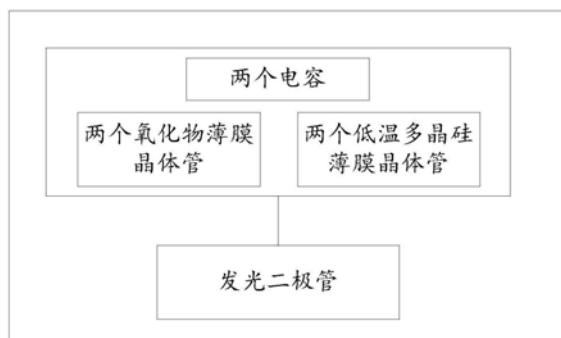 两个电容
两个氧化物薄膜
晶体管
两个低温多晶硅
薄膜晶体管
发光二极管